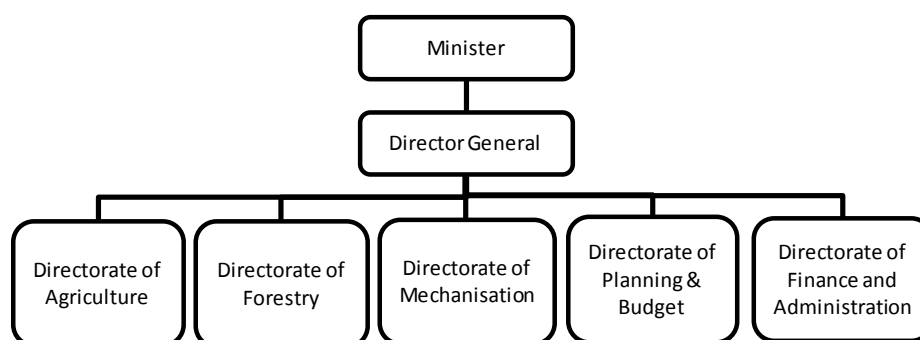 Minister
Director General
Directorate of
Agriculture
Directorate of
Forestry
Directorate of
Mechanisation
Directorate of
Planning &
Budget
Directorate of
Finance and
Administration